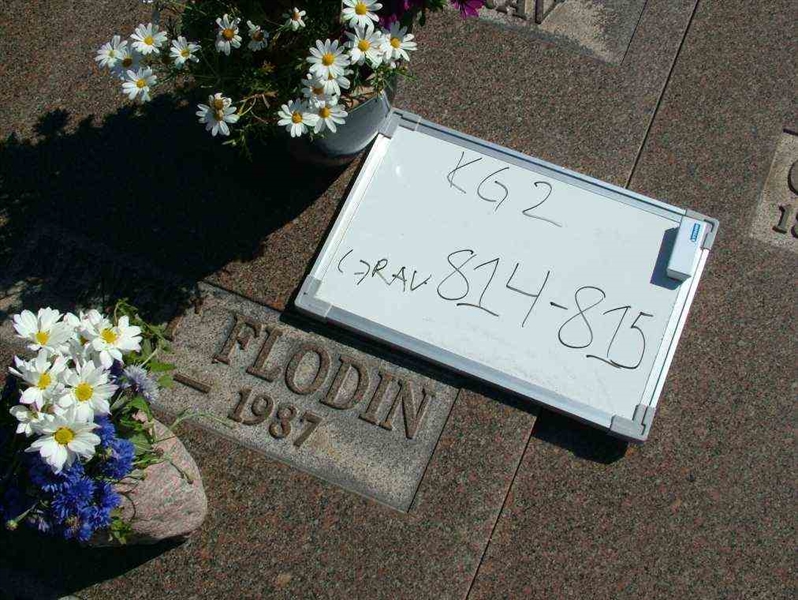 KG2
GRAV 814-815
FLODIN
— 1987